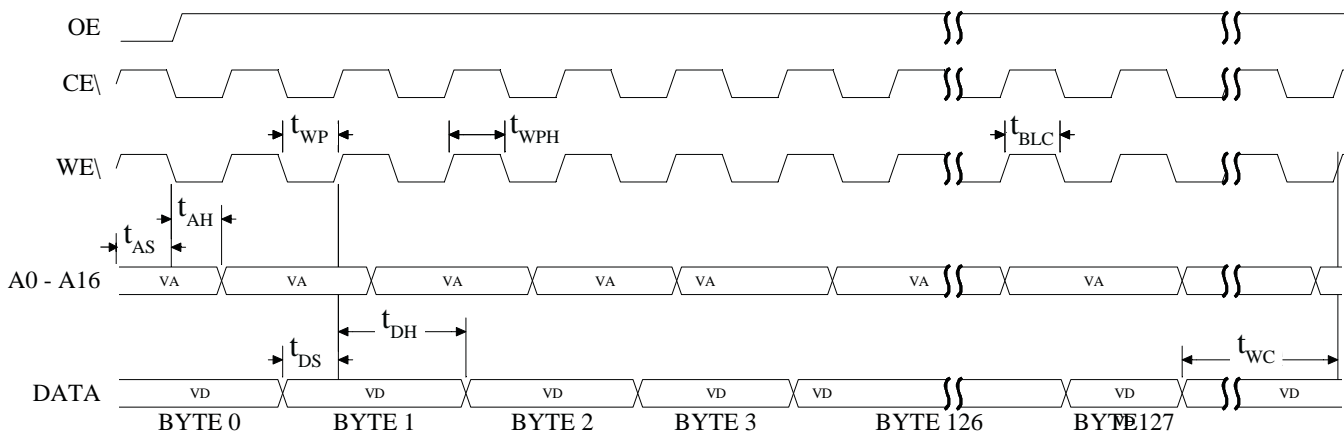 OE
CE\
tWP tWPH tBLC
WE\
tAH
tAS
A0 - A16 VA VA VA VA VA VA VA
tDH
tDS tWC
DATA VD VD VD VD VD VD VD
BYTE 0 BYTE 1 BYTE 2 BYTE 3 BYTE 126 BYTE 127